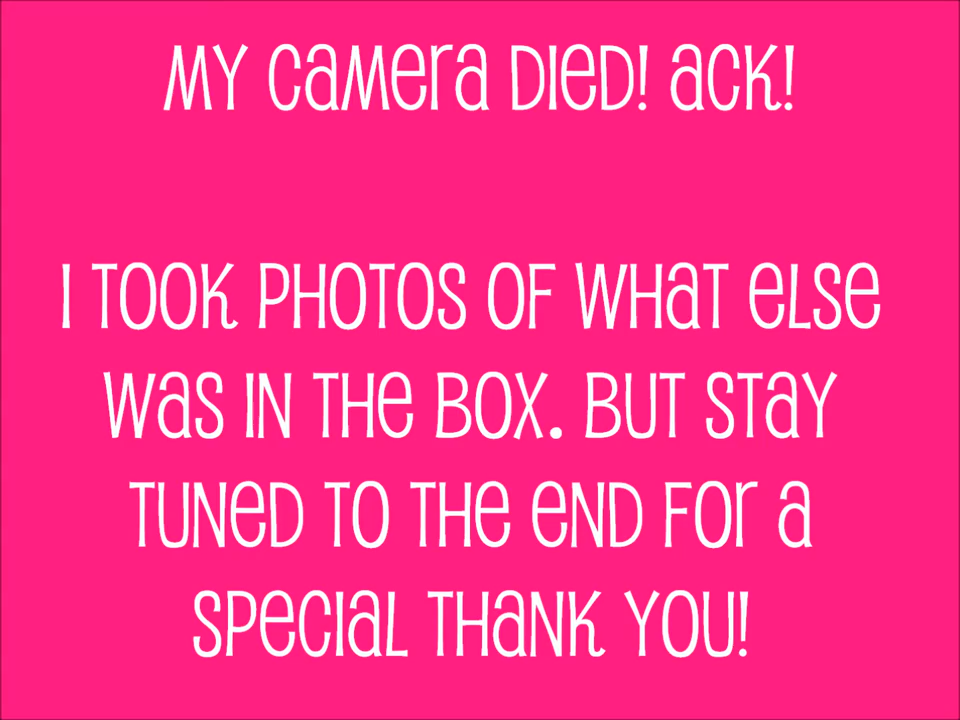 MY CAMERA DIED! ACK!
I TOOK PHOTOS OF WHAT ELSE
WAS IN THE BOX. BUT STAY
TUNED TO THE END FOR A
SPECIAL THANK YOU!